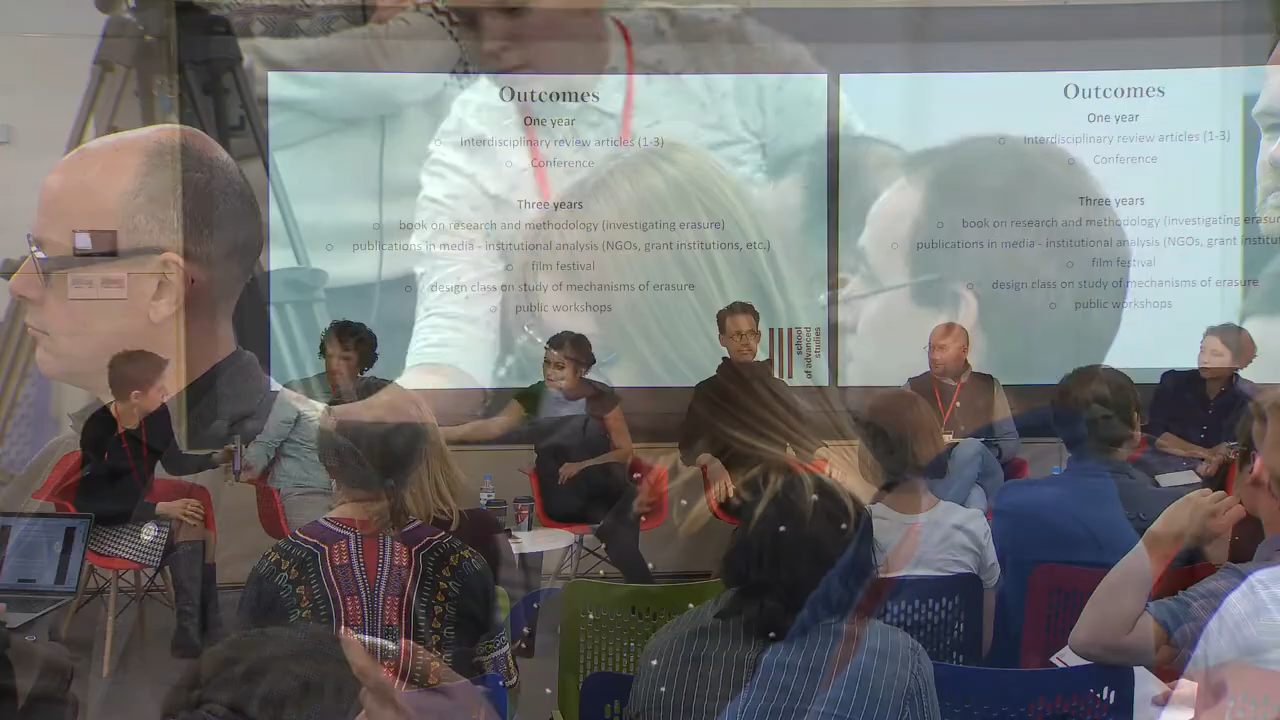 Outcomes
One year
○ Interdisciplinary review articles (1-3)
○ Conference
Three years
○ book on research and methodology (investigating erasure)
○ publications in media - institutional analysis (NGOs, grant institutions, etc.)
○ film festival
○ design class on study of mechanisms of erasure
○ public workshops
school
of advanced
studies
Outcomes
One year
○ Interdisciplinary review articles (1-3)
○ Conference
Three years
○ book on research and methodology (investigating erasur
○ publications in media - institutional analysis (NGOs, grant institut
○ film festival
○ design class on study of mechanisms of erasure
○ public workshops